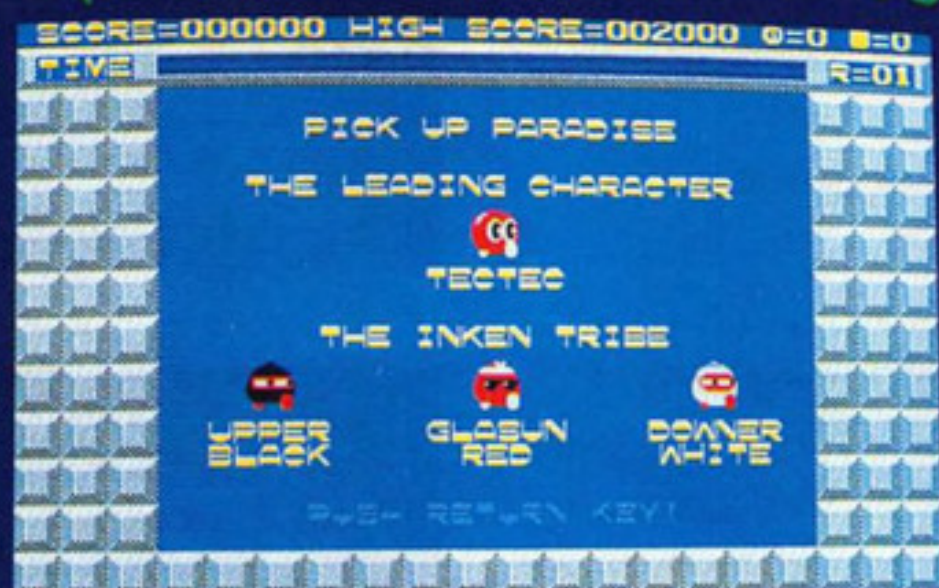 SCORE=000000 HIGH SCORE=002000 @=0 ■=0
TIME R=01
PICK UP PARADISE
THE LEADING CHARACTER
TECTEC
THE INKEN TRIBE
UPPER BLACK
GLASUN RED
DOWNER WHITE
PUSH RETURN KEY!